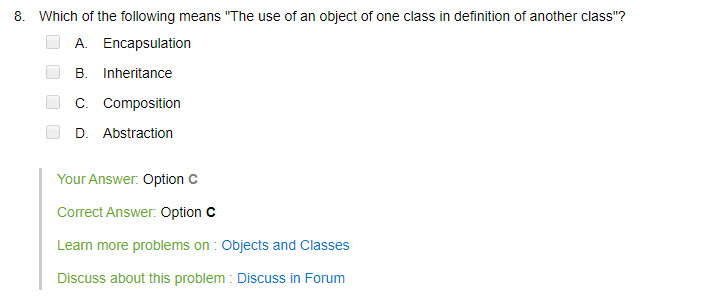 8. Which of the following means "The use of an object of one class in definition of another class"?
A. Encapsulation
B. Inheritance
C. Composition
D. Abstraction
Your Answer: Option C
Correct Answer: Option C
Learn more problems on : Objects and Classes
Discuss about this problem : Discuss in Forum